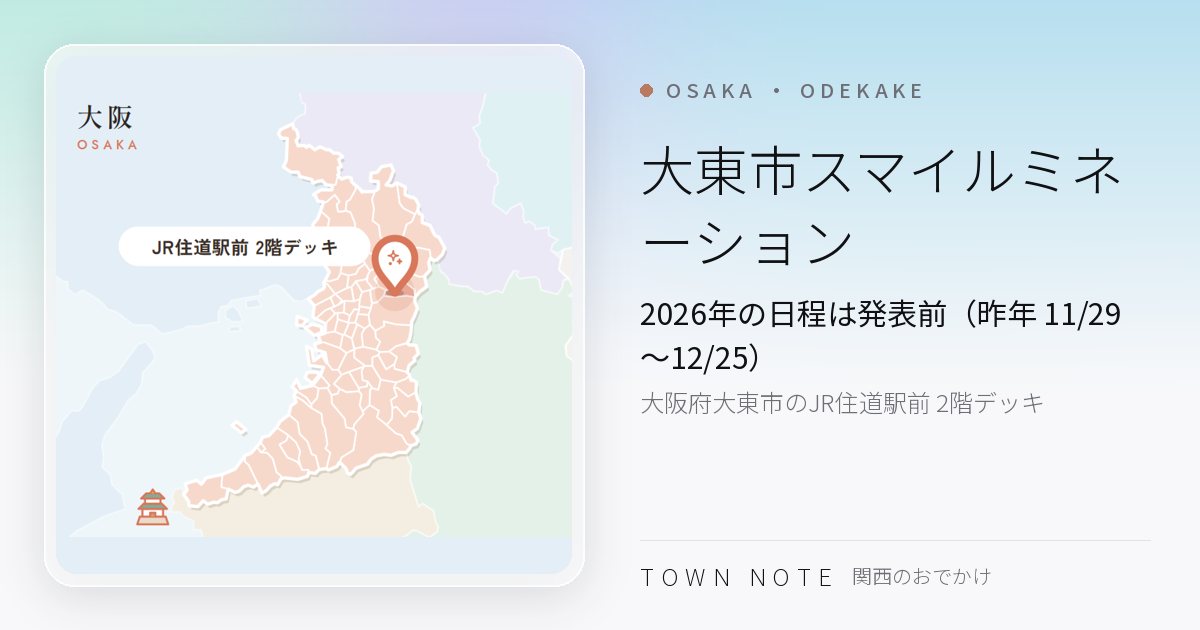 大阪
OSAKA
JR住道駅前 2階デッキ
OSAKA • ODEKAKE
大東市スマイルミネ
ーション
2026年の日程は発表前（昨年 11/29
〜12/25）
大阪府大東市のJR住道駅前 2階デッキ
TOWN NOTE 関西のおでかけ